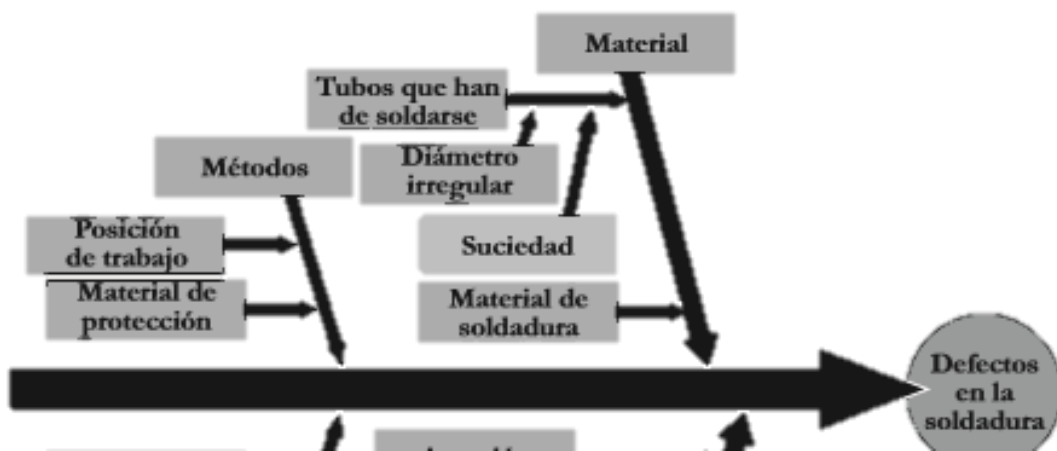 Material
Tubos que han
de soldarse
Diámetro
irregular
Métodos
Suciedad
Posición
de trabajo
Material de
protección
Material de
soldadura
Defectos
en la
soldadura